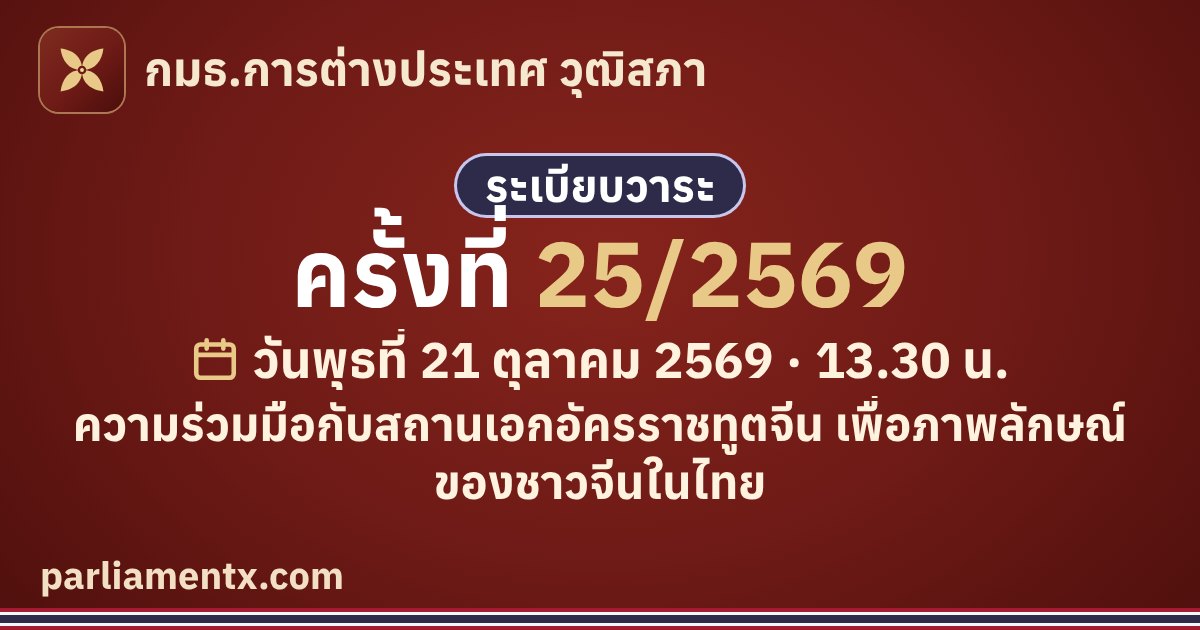 กมธ.การต่างประเทศ วุฒิสภา
ระเบียบวาระ
ครั้งที่ 25/2569
วันพุธที่ 21 ตุลาคม 2569 · 13.30 น.
ความร่วมมือกับสถานเอกอัครราชทูตจีน เพื่อภาพลักษณ์
ของชาวจีนในไทย
parliamentx.com